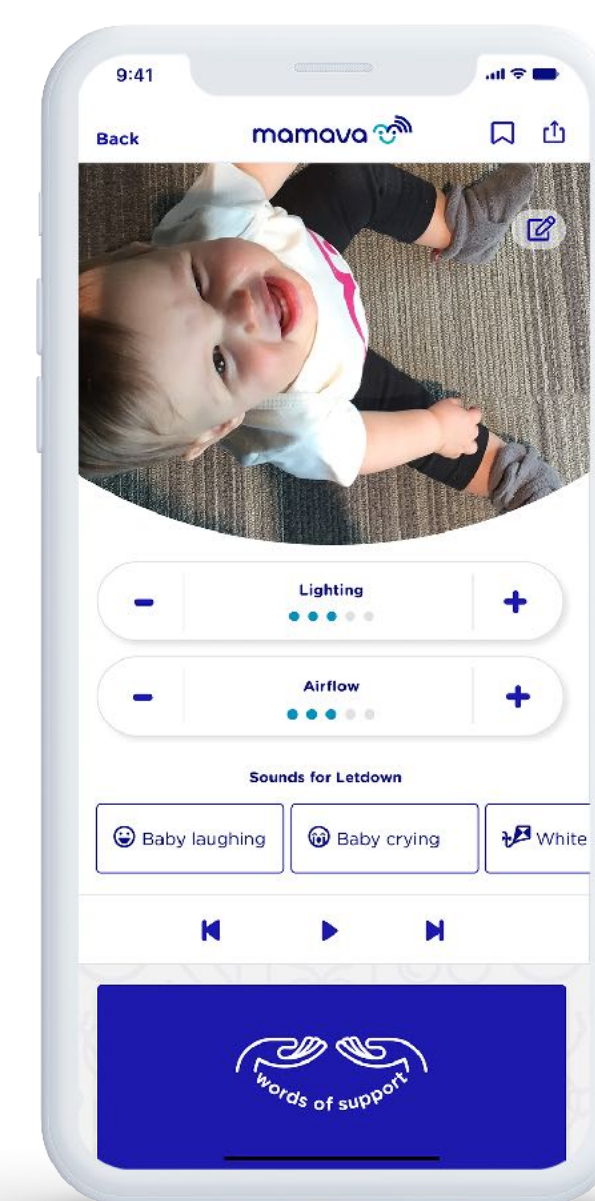 9:41
Back
mamava
Lighting
Airflow
Sounds for Letdown
Baby laughing
Baby crying
White
words of support